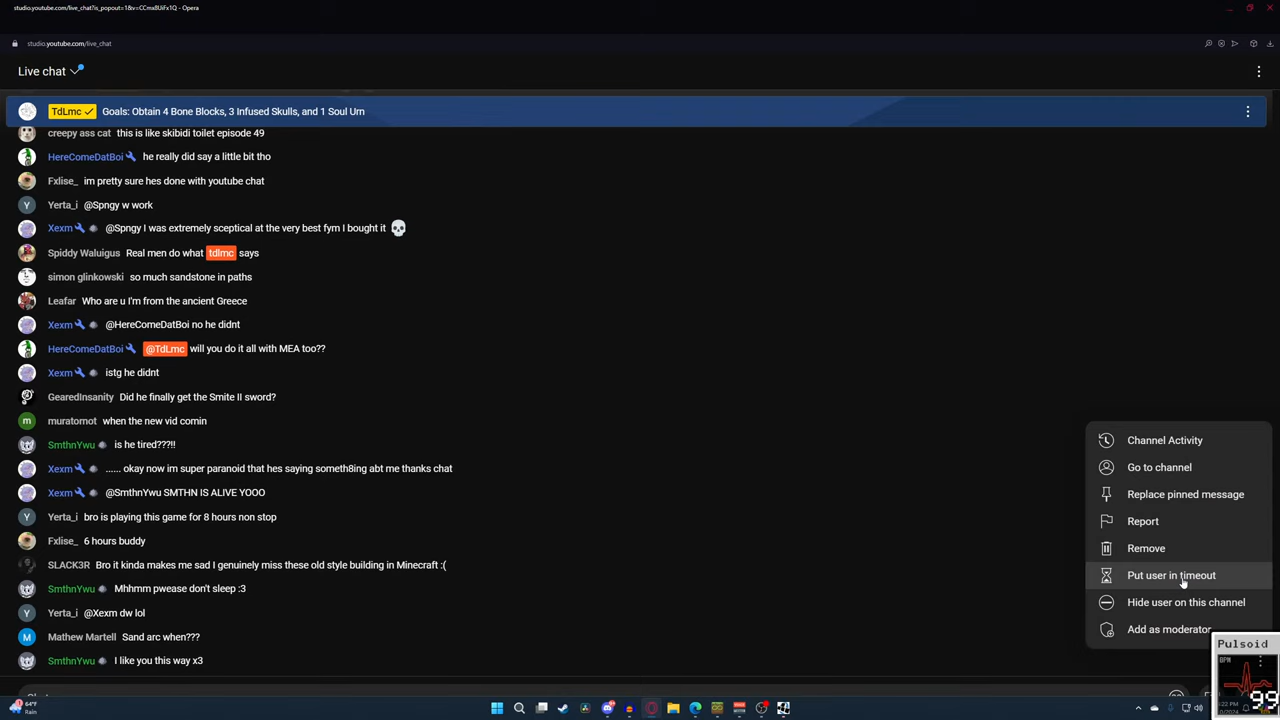 studio.youtube.com/live_chat?is_popout=1&v=CCmx8UiFx1Q - Opera
studio.youtube.com/live_chat
Live chat
TdLmc Goals: Obtain 4 Bone Blocks, 3 Infused Skulls, and 1 Soul Urn
creepy ass cat this is like skibidi toilet episode 49
HereComeDatBoi he really did say a little bit tho
Fxlise_ im pretty sure hes done with youtube chat
Y Yerta_i @Spngy w work
Xexm @Spngy I was extremely sceptical at the very best fym I bought it 💀
Spiddy Waluigus Real men do what tdlmc says
simon glinkowski so much sandstone in paths
Leafar Who are u I'm from the ancient Greece
Xexm @HereComeDatBoi no he didnt
HereComeDatBoi @TdLmc will you do it all with MEA too??
Xexm istg he didnt
GearedInsanity Did he finally get the Smite II sword?
m muratornot when the new vid comin
SmthnYwu is he tired???!!
Xexm ...... okay now im super paranoid that hes saying someth8ing abt me thanks chat
Xexm @SmthnYwu SMTHN IS ALIVE YOOO
Y Yerta_i bro is playing this game for 8 hours non stop
Fxlise_ 6 hours buddy
SLACK3R Bro it kinda makes me sad I genuinely miss these old style building in Minecraft :(
SmthnYwu Mhhmm pwease don't sleep :3
Y Yerta_i @Xexm dw lol
M Mathew Martell Sand arc when???
SmthnYwu I like you this way x3
Channel Activity
Go to channel
Replace pinned message
Report
Remove
Put user in timeout
Hide user on this channel
Add as moderator
Pulsoid
BPM
99
64°F
Rain